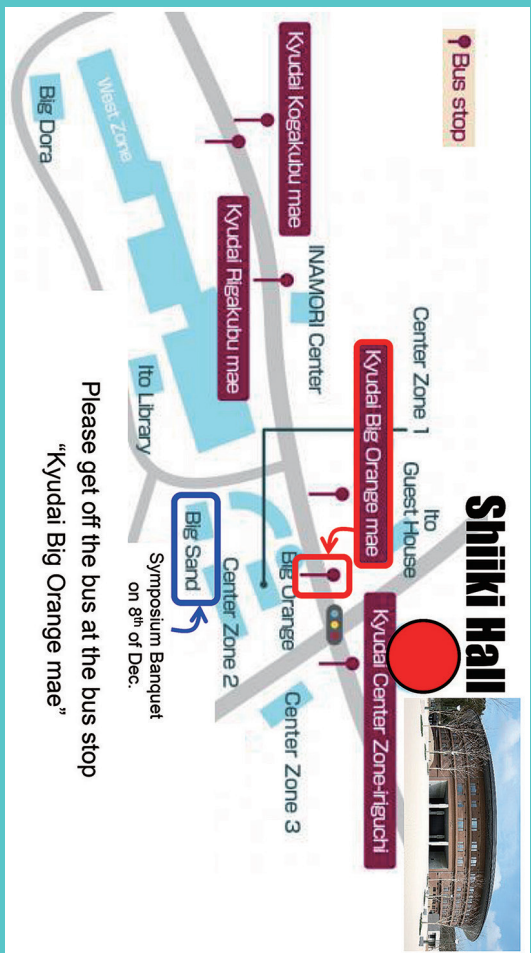 Bus stop
Shiiki Hall
Kyudai Kogakubu mae
INAMORI Center
Kyudai Rigakubu mae
Center Zone 1
Kyudai Big Orange mae
Ito
Guest House
Kyudai Center Zone-iriguchi
West Zone
Big Dora
Ito Library
Big Orange
Big Sand
Center Zone 2
Center Zone 3
Symposium Banquet
on 8th of Dec.
Please get off the bus at the bus stop
“Kyudai Big Orange mae”